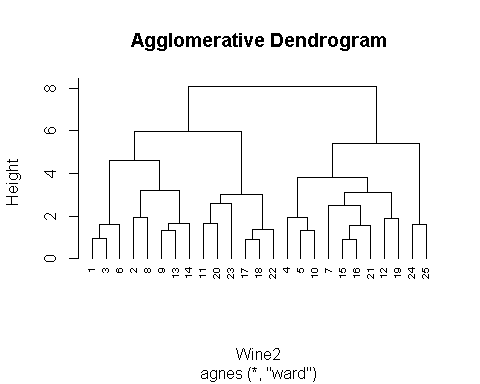 Agglomerative Dendrogram
Height
8
6
4
2
0
1 3 6 2 8 9 13 14 11 20 23 17 18 22 4 5 10 7 15 16 21 12 19 24 25
Wine2
agnes (*, "ward")